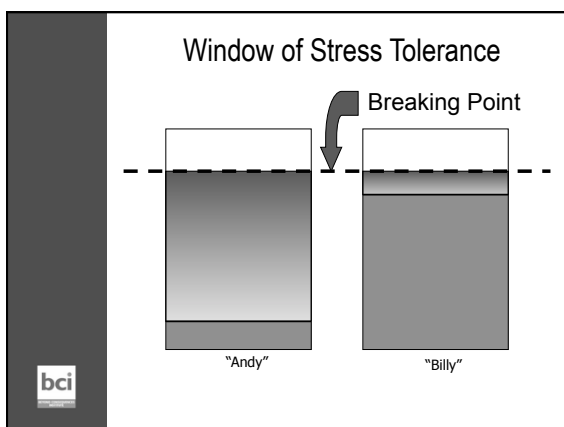 Window of Stress Tolerance
Breaking Point
"Andy"
"Billy"
bci